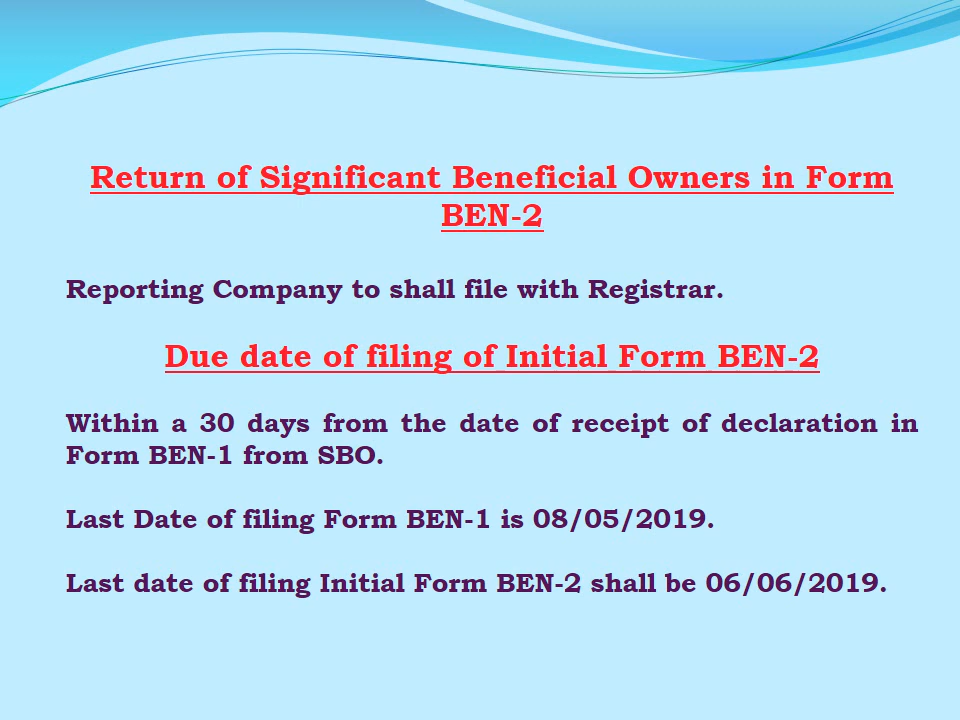 Return of Significant Beneficial Owners in Form
BEN-2
Reporting Company to shall file with Registrar.
Due date of filing of Initial Form BEN-2
Within a 30 days from the date of receipt of declaration in
Form BEN-1 from SBO.
Last Date of filing Form BEN-1 is 08/05/2019.
Last date of filing Initial Form BEN-2 shall be 06/06/2019.